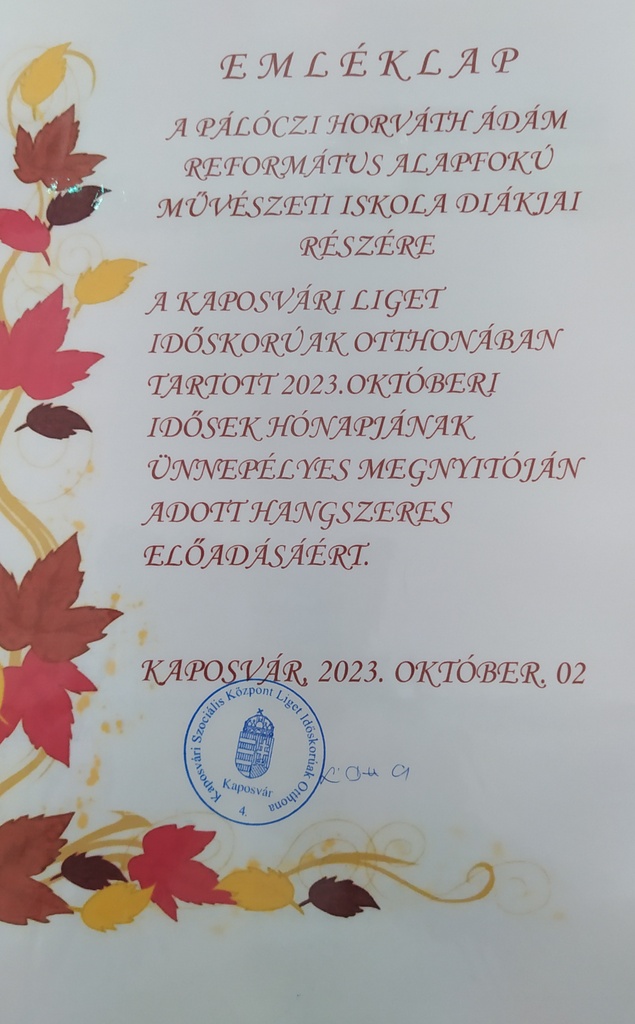 EMLÉKLAP
A PÁLÓCZI HORVÁTH ÁDÁM
REFORMÁTUS ALAPFOKÚ
MŰVÉSZETI ISKOLA DIÁKJAI
RÉSZÉRE
A KAPOSVÁRI LIGET
IDŐSKORÚAK OTTHONÁBAN
TARTOTT 2023.OKTÓBERI
IDŐSEK HÓNAPJÁNAK
ÜNNEPÉLYES MEGNYITÓJÁN
ADOTT HANGSZERES
ELŐADÁSÁÉRT.
KAPOSVÁR, 2023. OKTÓBER. 02
Kaposvári Szociális Központ Liget Időskorúak Otthona
Kaposvár
4.